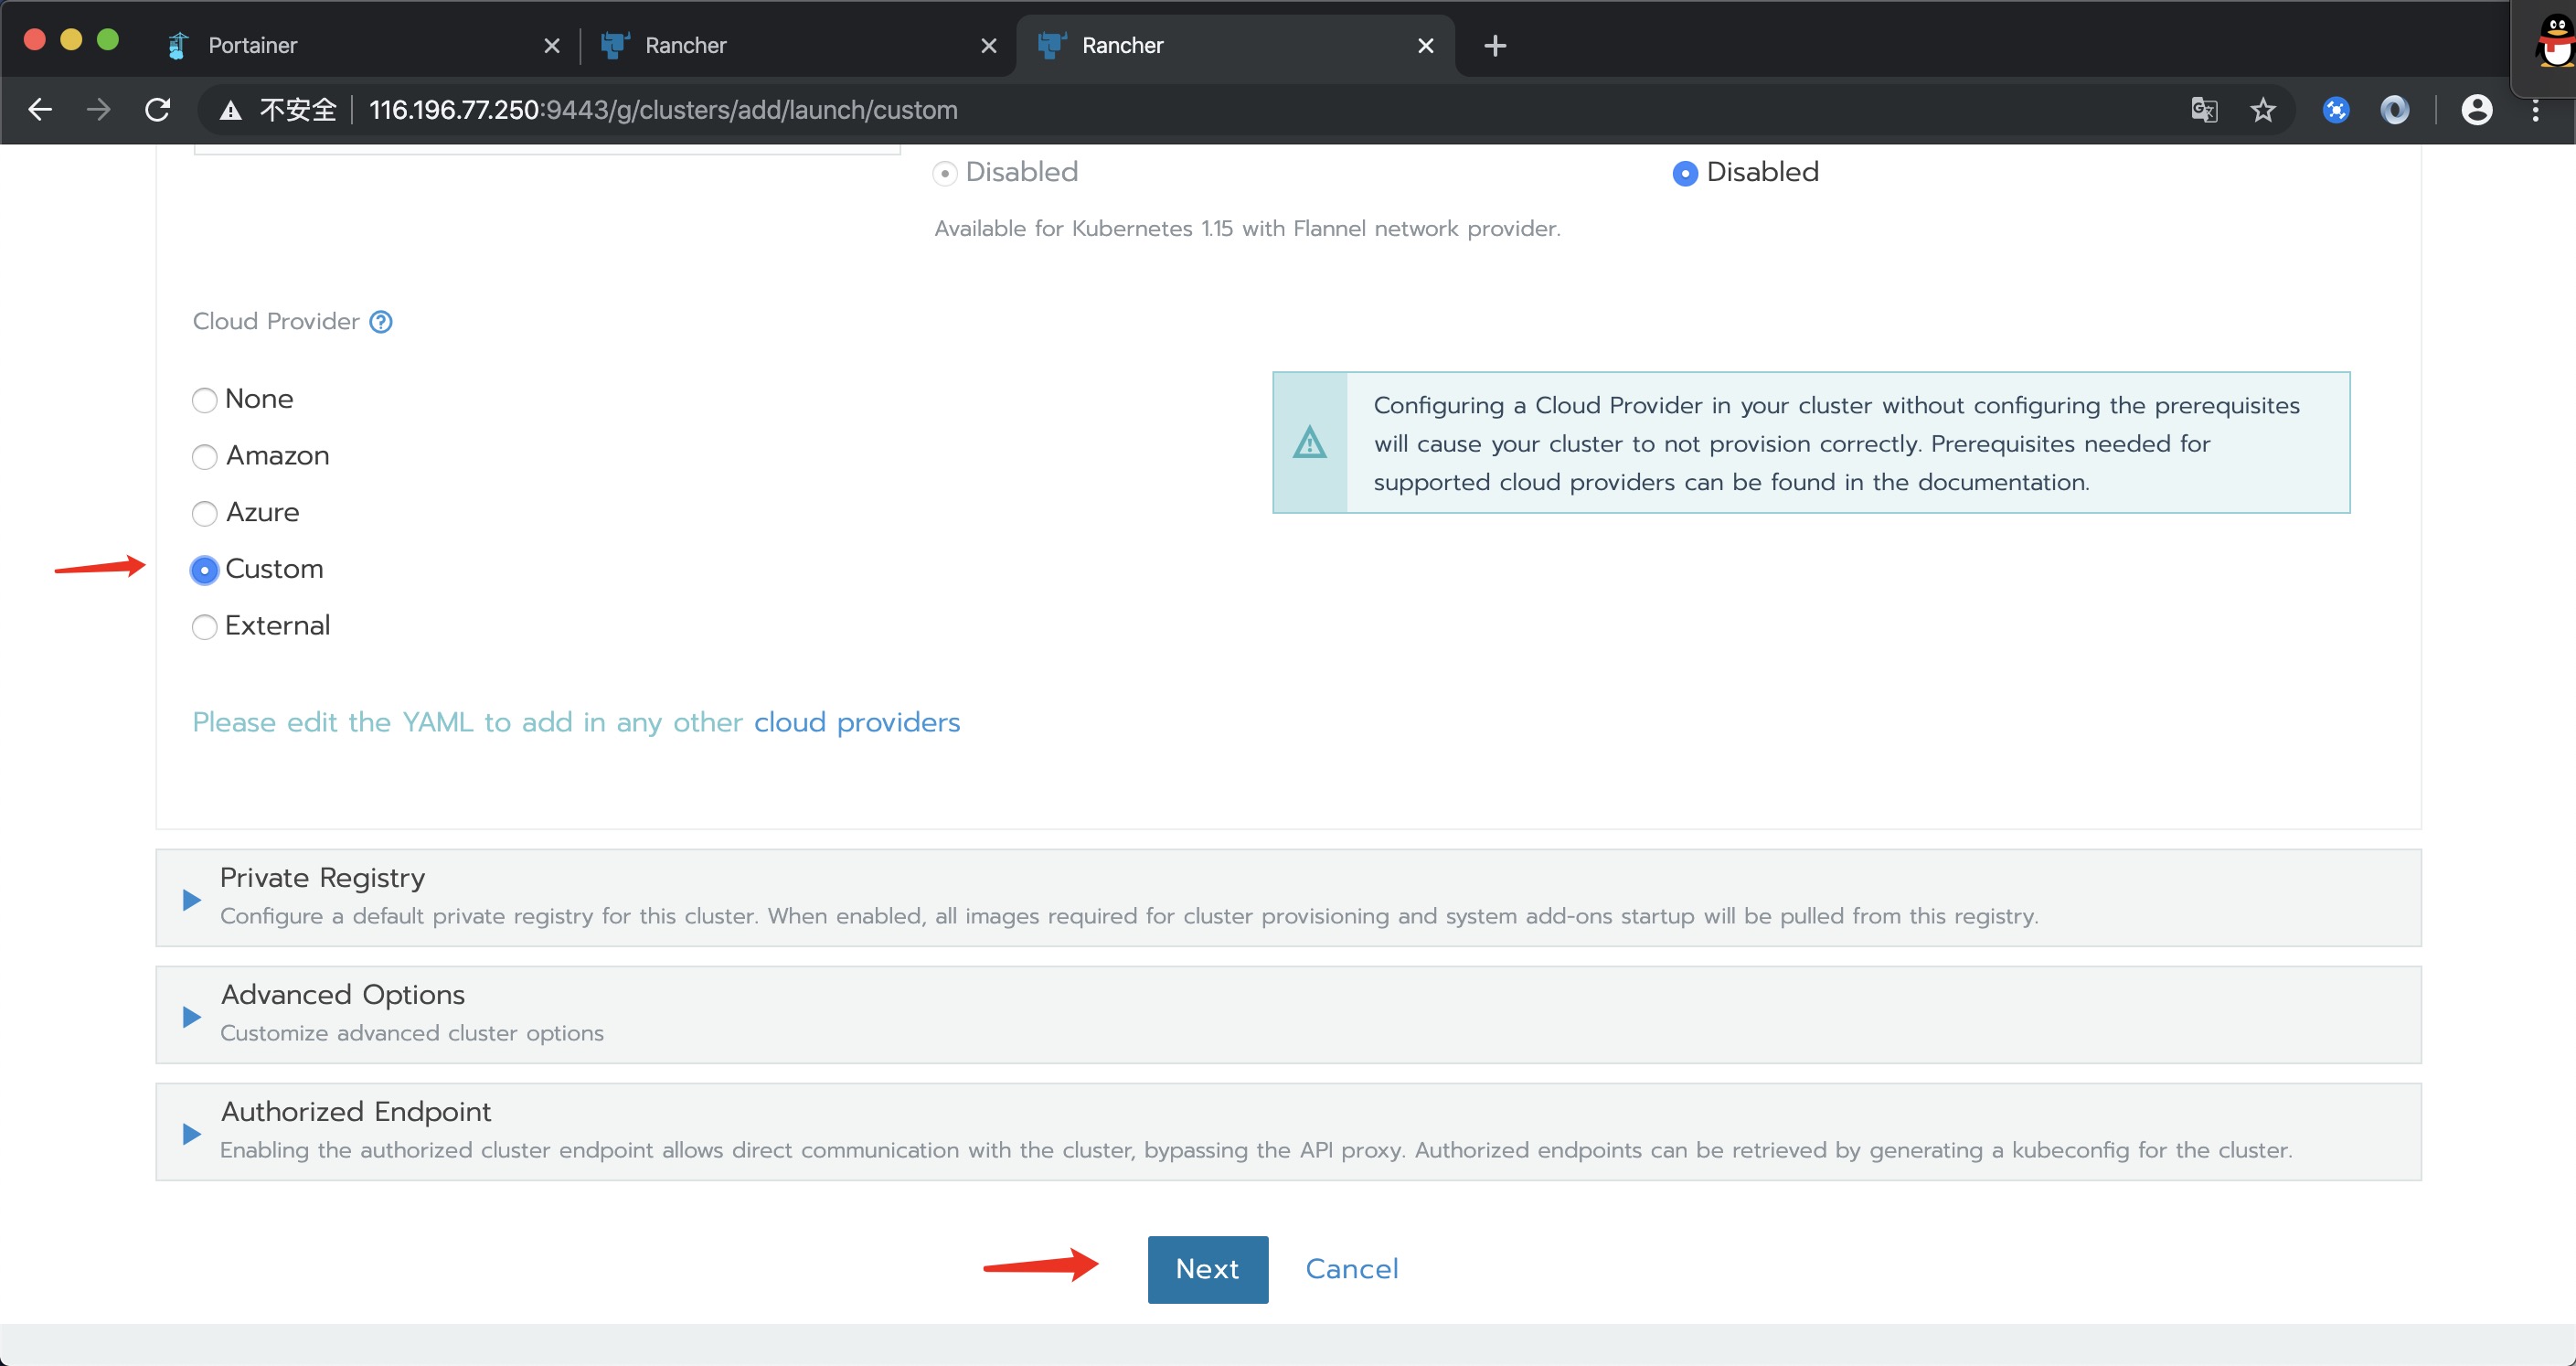 Portainer
Rancher
Rancher
不安全 116.196.77.250:9443/g/clusters/add/launch/custom
Disabled
Disabled
Available for Kubernetes 1.15 with Flannel network provider.
Cloud Provider
None
Amazon
Azure
Custom
External
Configuring a Cloud Provider in your cluster without configuring the prerequisites
will cause your cluster to not provision correctly. Prerequisites needed for
supported cloud providers can be found in the documentation.
Please edit the YAML to add in any other cloud providers
Private Registry
Configure a default private registry for this cluster. When enabled, all images required for cluster provisioning and system add-ons startup will be pulled from this registry.
Advanced Options
Customize advanced cluster options
Authorized Endpoint
Enabling the authorized cluster endpoint allows direct communication with the cluster, bypassing the API proxy. Authorized endpoints can be retrieved by generating a kubeconfig for the cluster.
Next
Cancel